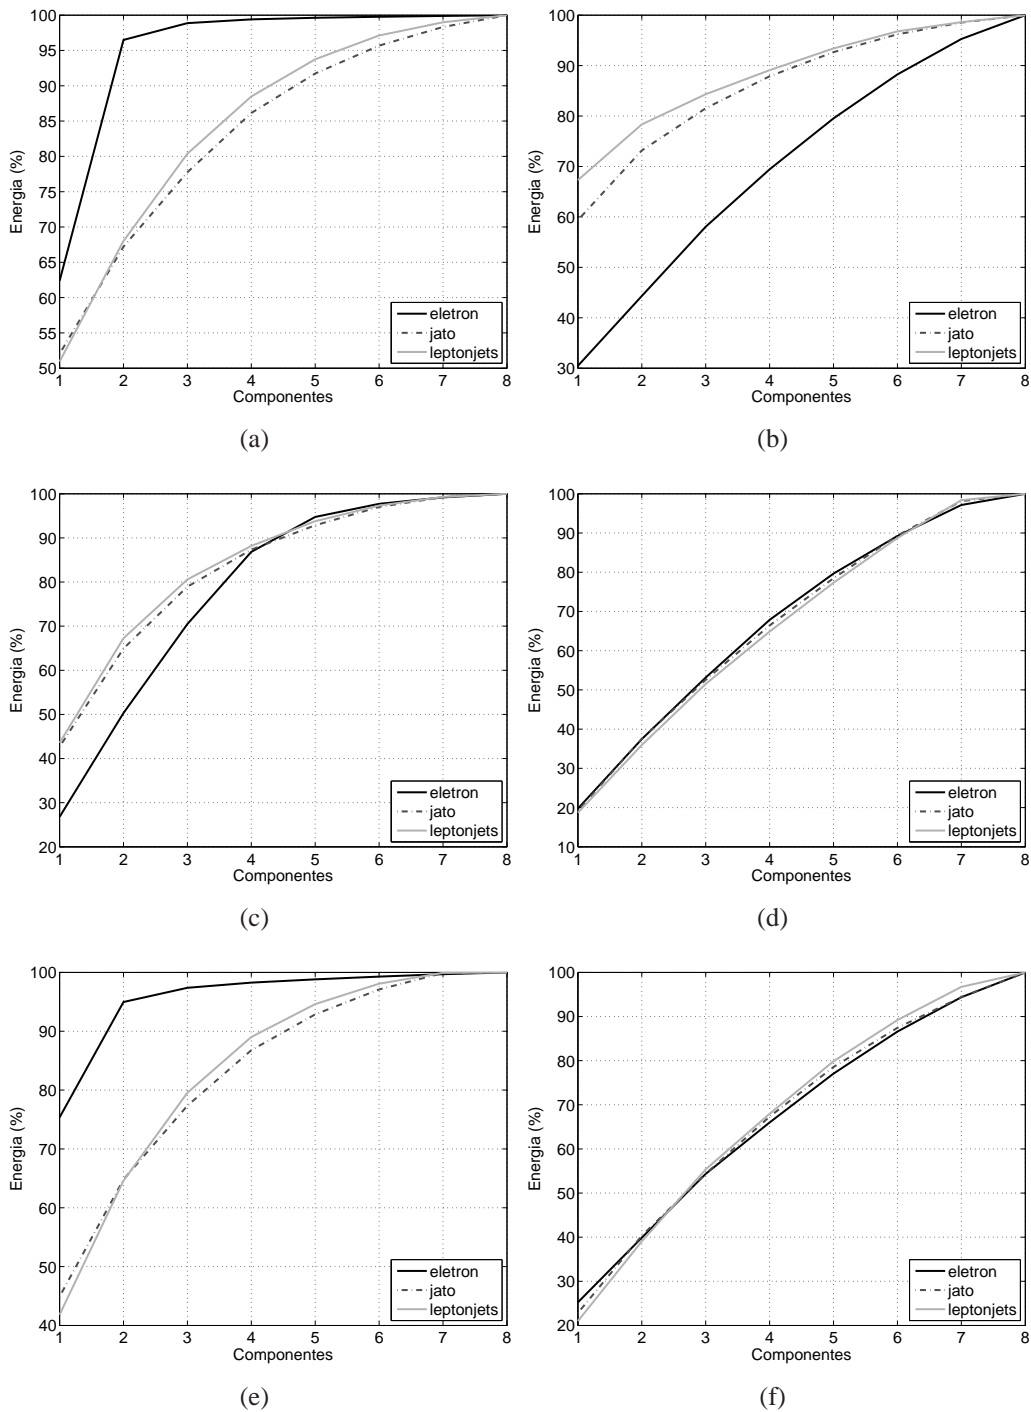 100
95
90
85
80
75
70
65
60
55
50
Energia (%)
1 2 3 4 5 6 7 8
Componentes
eletron
jato
leptonjets
(a)
100
90
80
70
60
50
40
30
Energia (%)
1 2 3 4 5 6 7 8
Componentes
eletron
jato
leptonjets
(b)
100
90
80
70
60
50
40
30
20
Energia (%)
1 2 3 4 5 6 7 8
Componentes
eletron
jato
leptonjets
(c)
100
90
80
70
60
50
40
30
20
10
Energia (%)
1 2 3 4 5 6 7 8
Componentes
eletron
jato
leptonjets
(d)
100
90
80
70
60
50
40
Energia (%)
1 2 3 4 5 6 7 8
Componentes
eletron
jato
leptonjets
(e)
100
90
80
70
60
50
40
30
20
Energia (%)
1 2 3 4 5 6 7 8
Componentes
eletron
jato
leptonjets
(f)